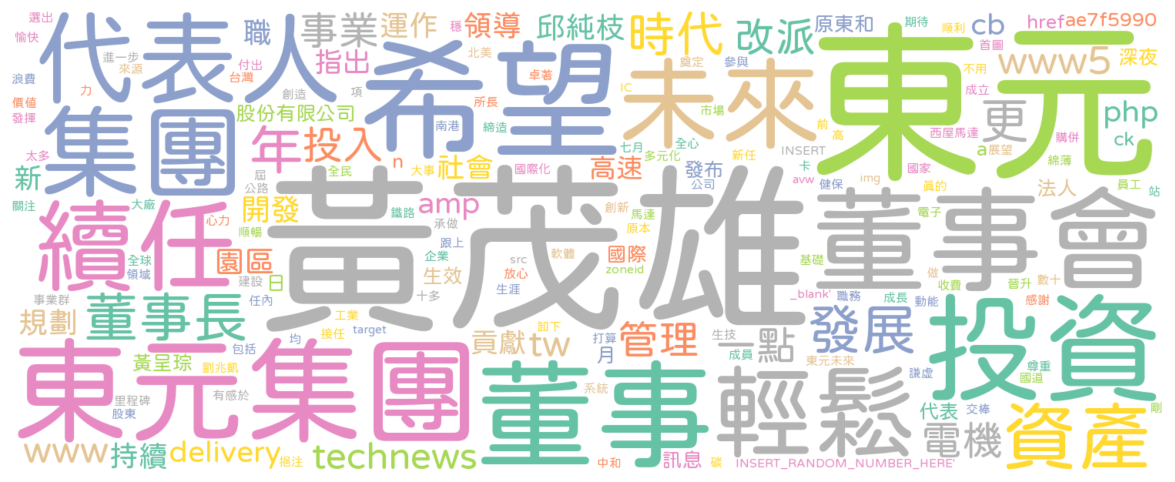 選出 代表人 事業 運作 領導 邱純枝 時代 改派 原東和 期待 順利 cb 首圖 href ae7f5990
愉快 職 指出 進一步 來源 付出 台灣 北美 卓著 奠定 參與 東元 不用 www5 深夜
浪費 力 創造 項 希望 所長 未來 IC 市場 成立 php
價值 發揮 集團 股份有限公司 南港 締造 全心 前 高 更 西屋馬達 購併 ck
太多 年 投入 n 大事 七月 多元化 新任 INSERT a 展望 綿薄
新 全民 社會 國際化 高速 發布 公司 卡 avw 健保 img 國家 真的 法人 員工 站
關注 大廠 屆 公路 續任 開發 鐵路 amp 黃茂雄 創新 馬達 董事會 電子
心力 順暢 承做 原本
全球 領域 園區 日 企業 跟上 生效 src 放心 軟體 國際 zoneid 基礎 做 收費 晉升 數十
事業群 建設 任內 十多 生涯 _blank' 職務 成長 動能 感謝 投資
規劃 董事長 工業 接任 target 貢獻 卸下 tw 打算 月 管理 生技 成員 一點 發展 東元未來 謙虛 尊重 國道
黃呈琮 包括 劉兆凱 均 系統
里程碑 股東 有感於 東元集團 董事 輕鬆 代表 交棒 剛
www 持續 delivery 挹注 technews 中和 訊息 碳 INSERT_RANDOM_NUMBER_HERE' 電機 資產